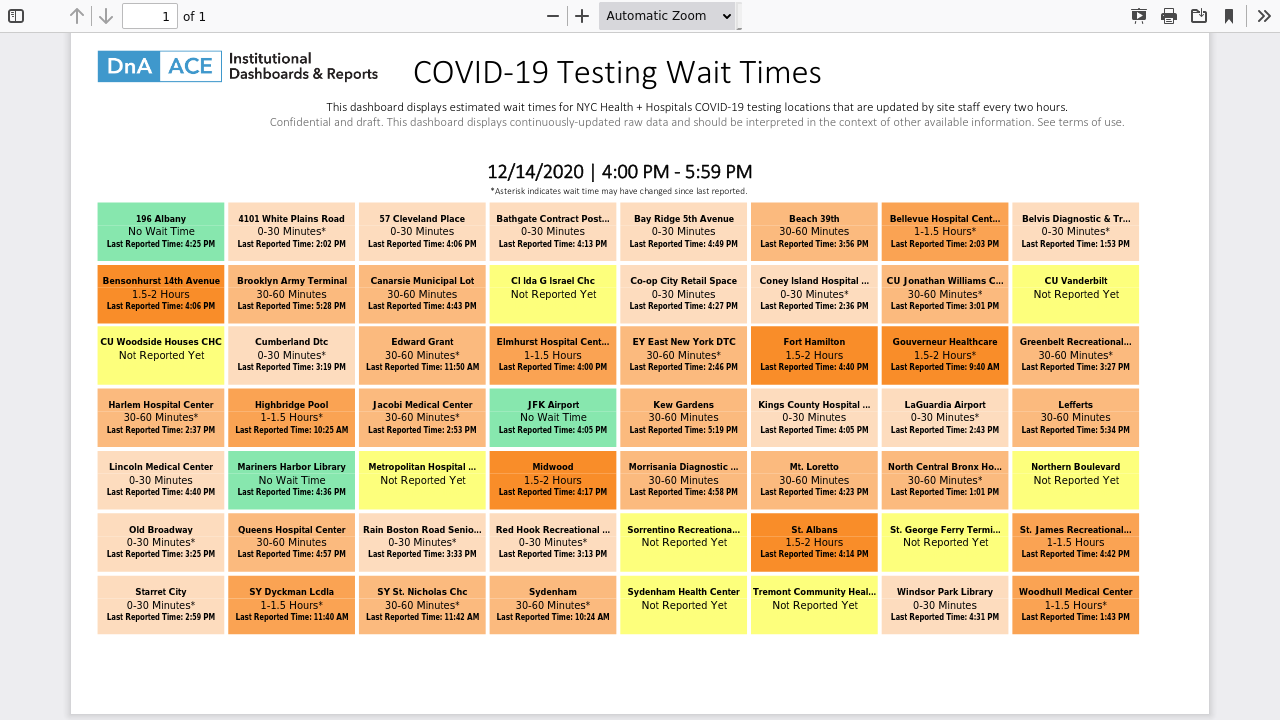 1 of 1
Automatic Zoom
DnA ACE Institutional
Dashboards & Reports
COVID-19 Testing Wait Times
This dashboard displays estimated wait times for NYC Health + Hospitals COVID-19 testing locations that are updated by site staff every two hours.
Confidential and draft. This dashboard displays continuously-updated raw data and should be interpreted in the context of other available information. See terms of use.
12/14/2020 | 4:00 PM - 5:59 PM
*Asterisk indicates wait time may have changed since last reported.
196 Albany
No Wait Time
Last Reported Time: 4:25 PM
4101 White Plains Road
0-30 Minutes*
Last Reported Time: 2:02 PM
57 Cleveland Place
0-30 Minutes
Last Reported Time: 4:06 PM
Bathgate Contract Post...
0-30 Minutes
Last Reported Time: 4:13 PM
Bay Ridge 5th Avenue
0-30 Minutes
Last Reported Time: 4:49 PM
Beach 39th
30-60 Minutes
Last Reported Time: 3:56 PM
Bellevue Hospital Cent...
1-1.5 Hours*
Last Reported Time: 2:03 PM
Belvis Diagnostic & Tr...
0-30 Minutes*
Last Reported Time: 1:53 PM
Bensonhurst 14th Avenue
1.5-2 Hours
Last Reported Time: 4:06 PM
Brooklyn Army Terminal
30-60 Minutes
Last Reported Time: 5:28 PM
Canarsie Municipal Lot
30-60 Minutes
Last Reported Time: 4:43 PM
CI Ida G Israel Chc
Not Reported Yet
Co-op City Retail Space
0-30 Minutes
Last Reported Time: 4:27 PM
Coney Island Hospital ...
0-30 Minutes*
Last Reported Time: 2:36 PM
CU Jonathan Williams C...
30-60 Minutes*
Last Reported Time: 3:01 PM
CU Vanderbilt
Not Reported Yet
CU Woodside Houses CHC
Not Reported Yet
Cumberland Dtc
0-30 Minutes*
Last Reported Time: 3:19 PM
Edward Grant
30-60 Minutes*
Last Reported Time: 11:50 AM
Elmhurst Hospital Cent...
1-1.5 Hours
Last Reported Time: 4:00 PM
EY East New York DTC
30-60 Minutes*
Last Reported Time: 2:46 PM
Fort Hamilton
1.5-2 Hours
Last Reported Time: 4:40 PM
Gouverneur Healthcare
1.5-2 Hours*
Last Reported Time: 9:40 AM
Greenbelt Recreational...
30-60 Minutes*
Last Reported Time: 3:27 PM
Harlem Hospital Center
30-60 Minutes*
Last Reported Time: 2:37 PM
Highbridge Pool
1-1.5 Hours*
Last Reported Time: 10:25 AM
Jacobi Medical Center
30-60 Minutes*
Last Reported Time: 2:53 PM
JFK Airport
No Wait Time
Last Reported Time: 4:05 PM
Kew Gardens
30-60 Minutes
Last Reported Time: 5:19 PM
Kings County Hospital ...
0-30 Minutes
Last Reported Time: 4:05 PM
LaGuardia Airport
0-30 Minutes*
Last Reported Time: 2:43 PM
Lefferts
30-60 Minutes
Last Reported Time: 5:34 PM
Lincoln Medical Center
0-30 Minutes
Last Reported Time: 4:40 PM
Mariners Harbor Library
No Wait Time
Last Reported Time: 4:36 PM
Metropolitan Hospital ...
Not Reported Yet
Midwood
1.5-2 Hours
Last Reported Time: 4:17 PM
Morrisania Diagnostic ...
30-60 Minutes
Last Reported Time: 4:58 PM
Mt. Loretto
30-60 Minutes
Last Reported Time: 4:23 PM
North Central Bronx Ho...
30-60 Minutes*
Last Reported Time: 1:01 PM
Northern Boulevard
Not Reported Yet
Old Broadway
0-30 Minutes*
Last Reported Time: 3:25 PM
Queens Hospital Center
30-60 Minutes
Last Reported Time: 4:57 PM
Rain Boston Road Senio...
0-30 Minutes*
Last Reported Time: 3:33 PM
Red Hook Recreational ...
0-30 Minutes*
Last Reported Time: 3:13 PM
Sorrentino Recreationa...
Not Reported Yet
St. Albans
1.5-2 Hours
Last Reported Time: 4:14 PM
St. George Ferry Termi...
Not Reported Yet
St. James Recreational...
1-1.5 Hours
Last Reported Time: 4:42 PM
Starret City
0-30 Minutes*
Last Reported Time: 2:59 PM
SY Dyckman Lcdla
1-1.5 Hours*
Last Reported Time: 11:40 AM
SY St. Nicholas Chc
30-60 Minutes*
Last Reported Time: 11:42 AM
Sydenham
30-60 Minutes*
Last Reported Time: 10:24 AM
Sydenham Health Center
Not Reported Yet
Tremont Community Heal...
Not Reported Yet
Windsor Park Library
0-30 Minutes
Last Reported Time: 4:31 PM
Woodhull Medical Center
1-1.5 Hours*
Last Reported Time: 1:43 PM